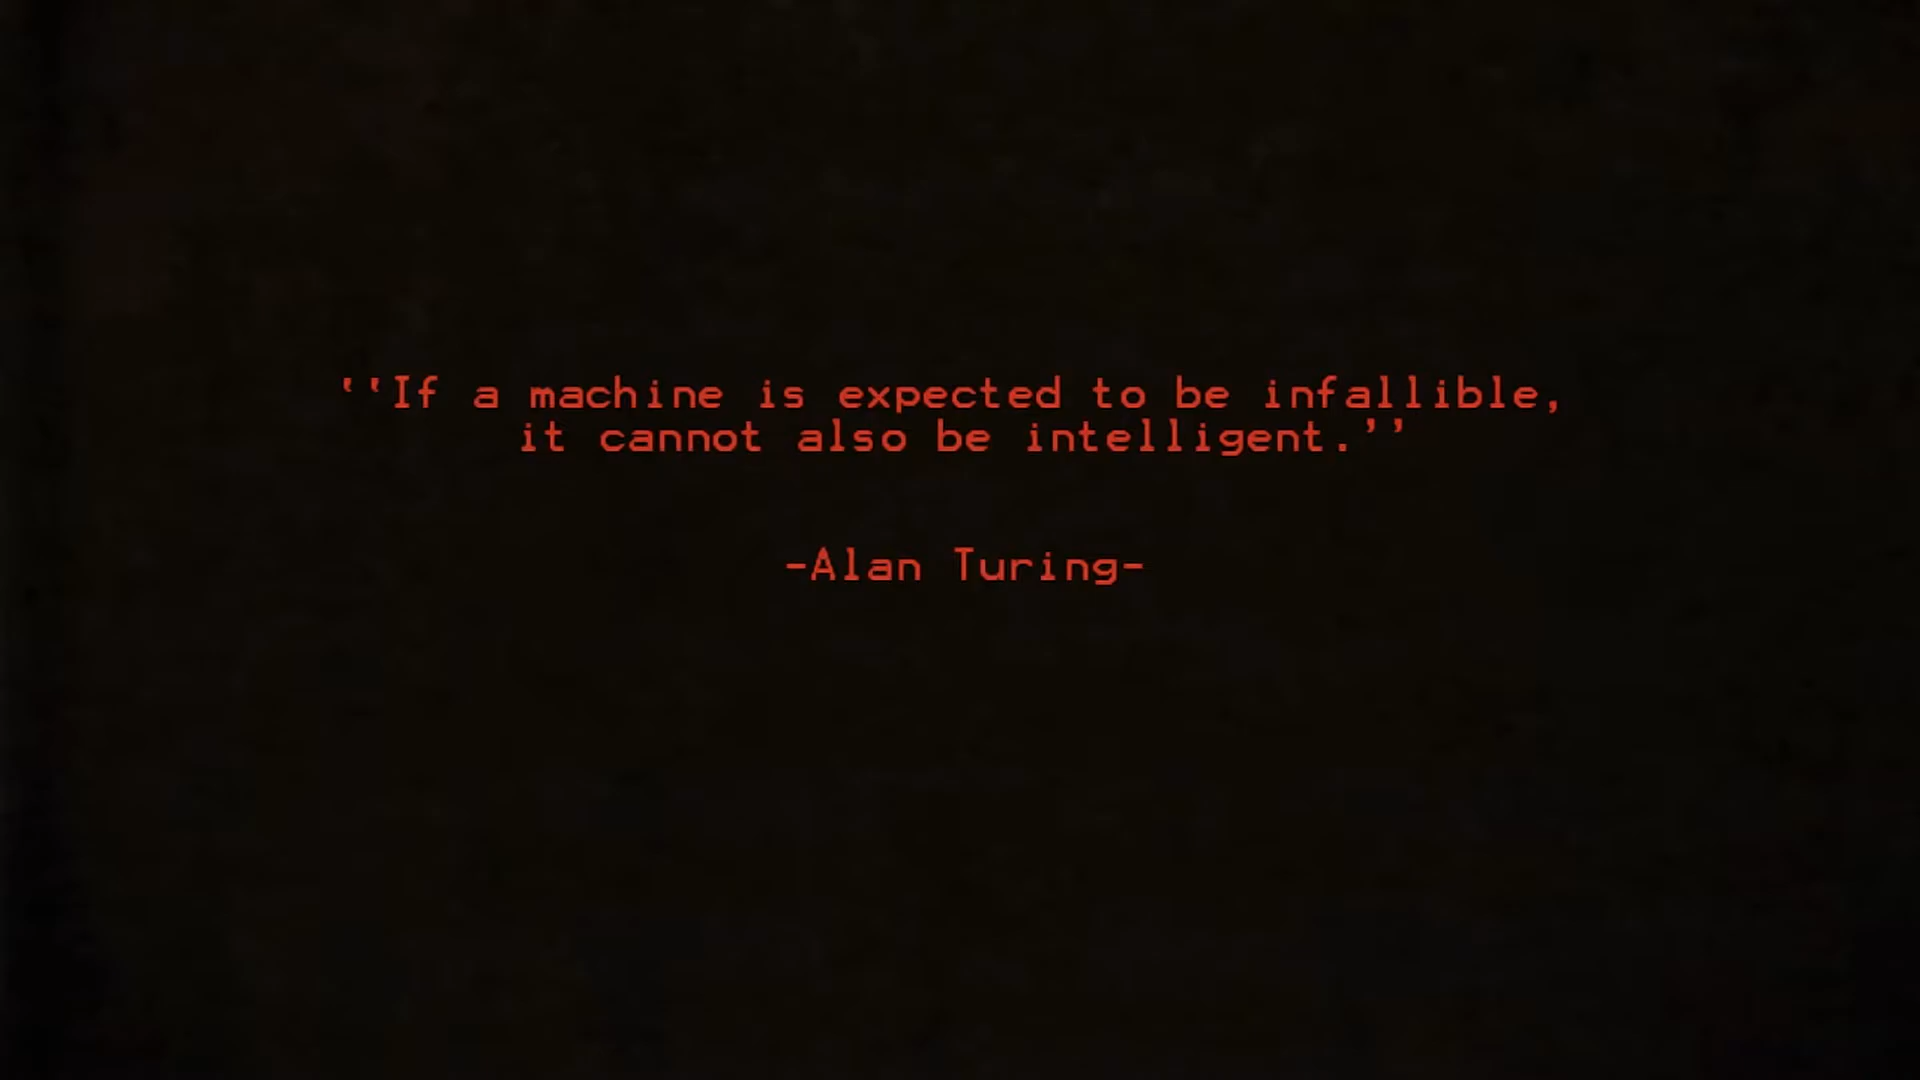 ‘‘If a machine is expected to be infallible,
it cannot also be intelligent.’’
-Alan Turing-